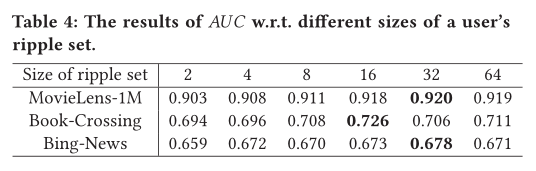 Table 4: The results of AUC w.r.t. different sizes of a user's
ripple set.
Size of ripple set 2 4 8 16 32 64
MovieLens-1M 0.903 0.908 0.911 0.918 0.920 0.919
Book-Crossing 0.694 0.696 0.708 0.726 0.706 0.711
Bing-News 0.659 0.672 0.670 0.673 0.678 0.671